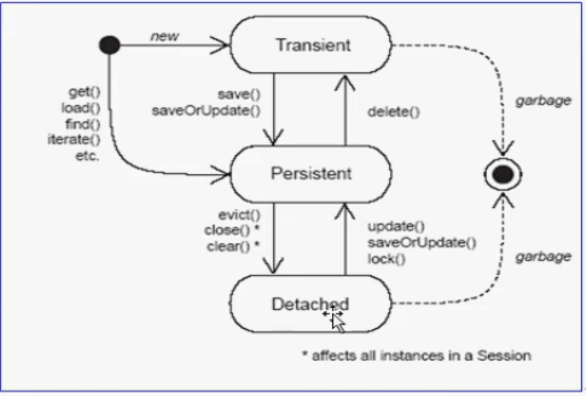 new
Transient
get()
load()
find()
iterate()
etc.
save()
saveOrUpdate()
delete()
garbage
Persistent
evict()
close() *
clear() *
update()
saveOrUpdate()
lock()
garbage
Detached
* affects all instances in a Session